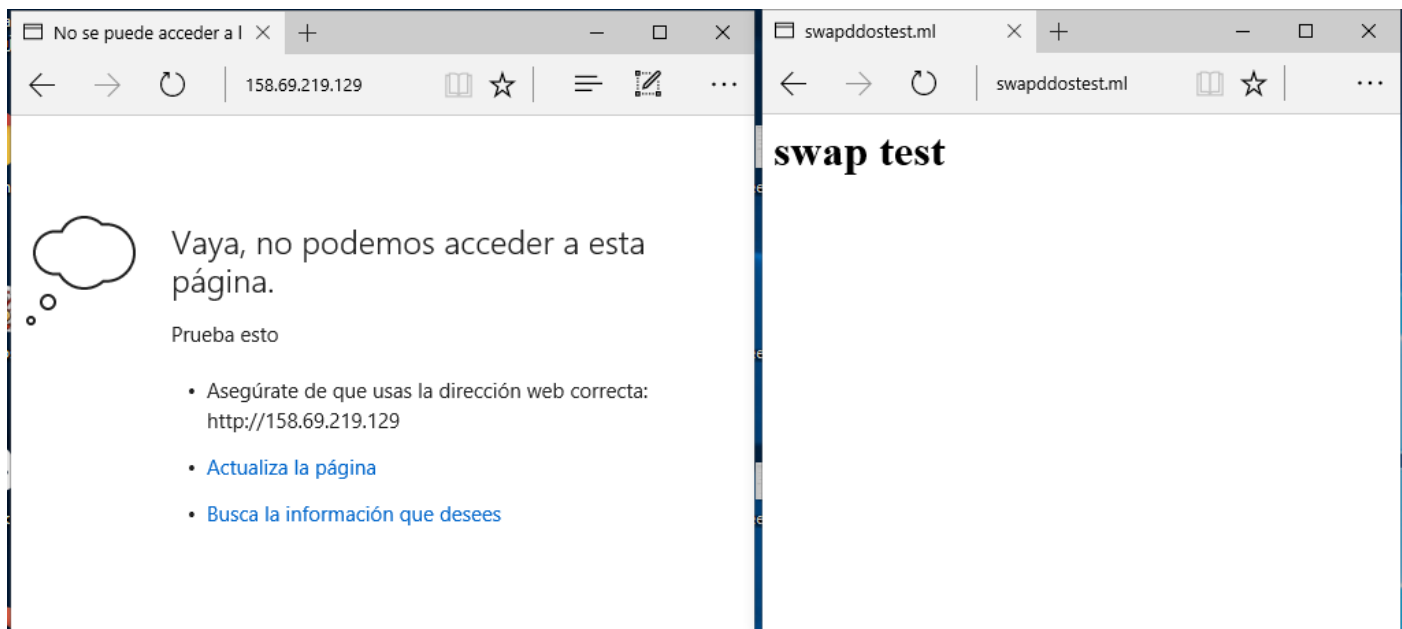 No se puede acceder a l
158.69.219.129
Vaya, no podemos acceder a esta
página.
Prueba esto
• Asegúrate de que usas la dirección web correcta:
http://158.69.219.129
• Actualiza la página
• Busca la información que desees
swapddostest.ml
swapddostest.ml
swap test